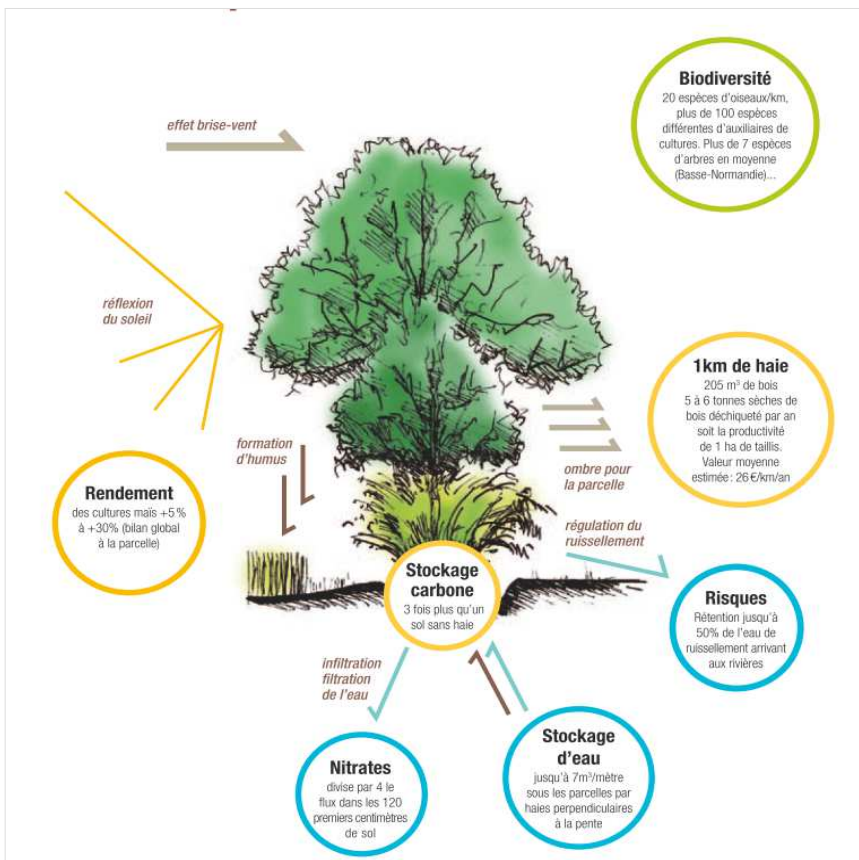 Biodiversité
20 espèces d'oiseaux/km,
plus de 100 espèces
différentes d'auxiliaires de
cultures. Plus de 7 espèces
d'arbres en moyenne
(Basse-Normandie)...
effet brise-vent
réflexion
du soleil
1km de haie
205 m³ de bois
5 à 6 tonnes sèches de
bois déchiqueté par an
soit la productivité
de 1 ha de taillis.
Valeur moyenne
estimée : 26 €/km/an
formation
d'humus
ombre pour
la parcelle
Rendement
des cultures maïs +5 %
à +30% (bilan global
à la parcelle)
régulation du
ruissellement
Stockage
carbone
3 fois plus qu'un
sol sans haie
Risques
Rétention jusqu'à
50% de l'eau de
ruissellement arrivant
aux rivières
infiltration
filtration
de l'eau
Nitrates
divise par 4 le
flux dans les 120
premiers centimètres
de sol
Stockage
d'eau
jusqu'à 7m³/mètre
sous les parcelles par
haies perpendiculaires
à la pente